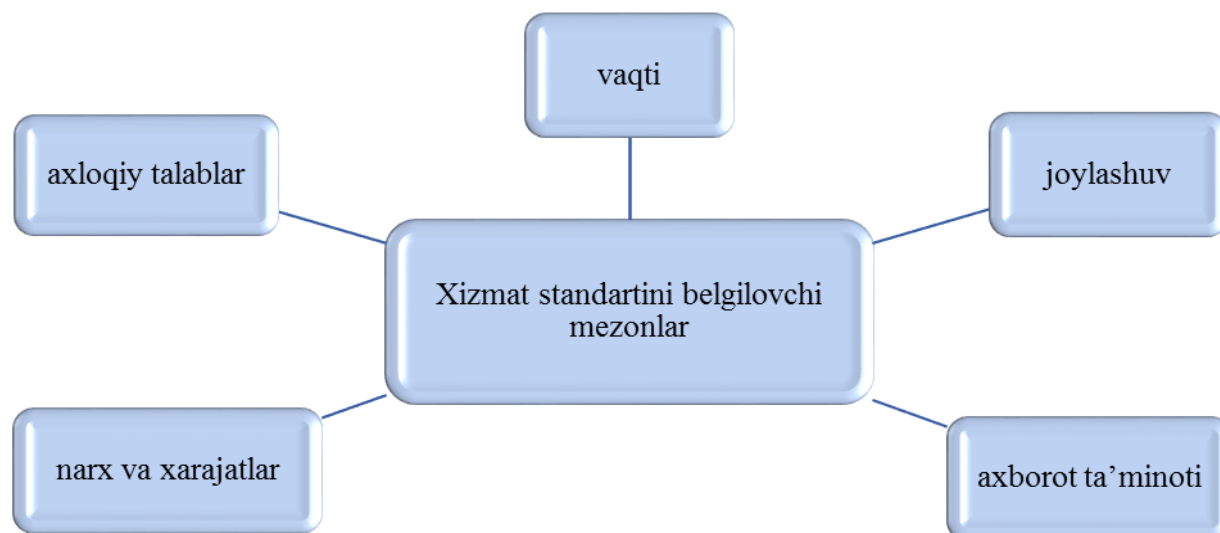 vaqti
axloqiy talablar
joylashuv
Xizmat standartini belgilovchi
mezonlar
narx va xarajatlar
axborot ta’minoti